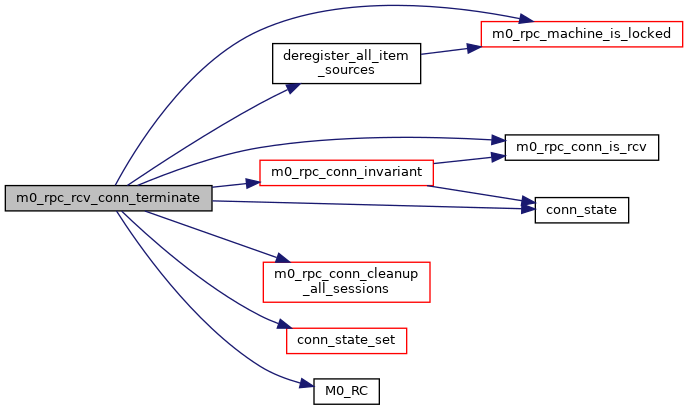 m0_rpc_machine_is_locked
deregister_all_item
_sources
m0_rpc_conn_is_rcv
m0_rpc_conn_invariant
m0_rpc_rcv_conn_terminate
conn_state
m0_rpc_conn_cleanup
_all_sessions
conn_state_set
M0_RC